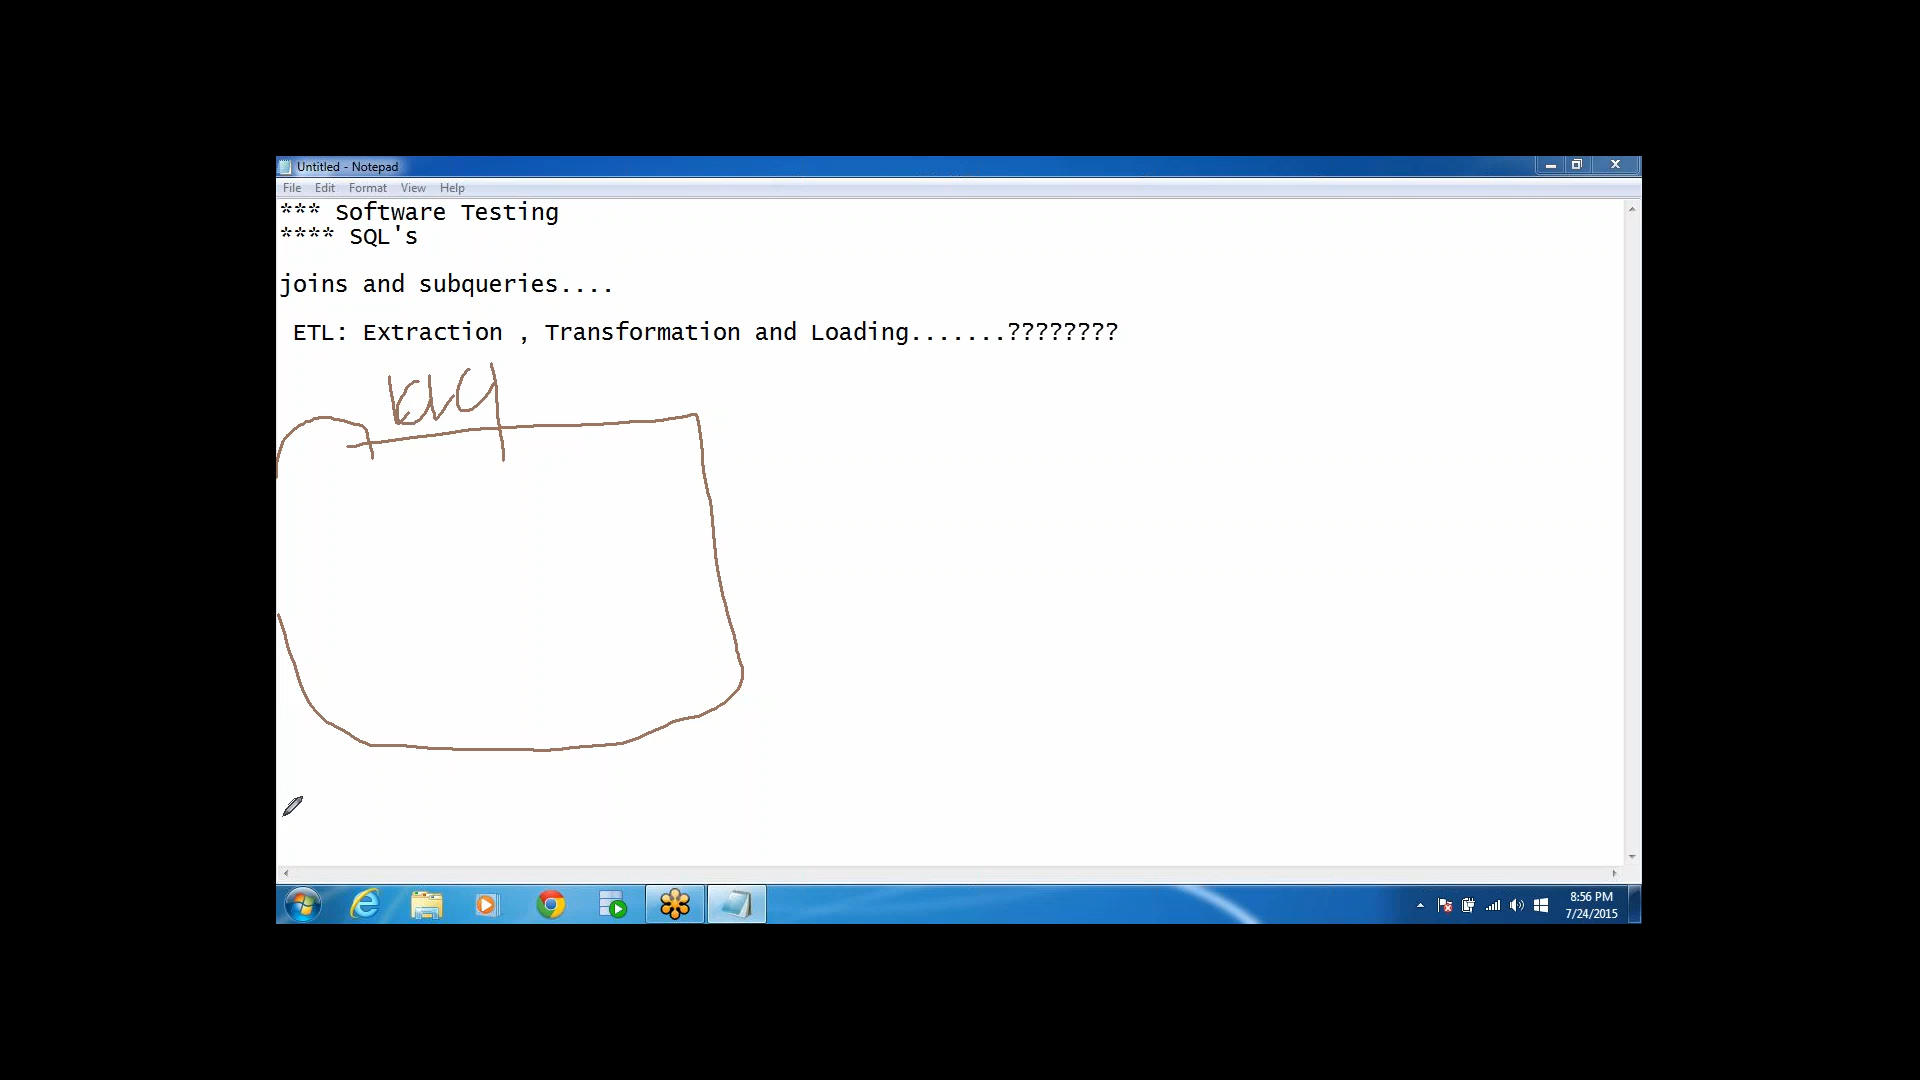 Untitled - Notepad
File Edit Format View Help
*** Software Testing
**** SQL's
joins and subqueries....
ETL: Extraction , Transformation and Loading.......????????
8:56 PM
7/24/2015